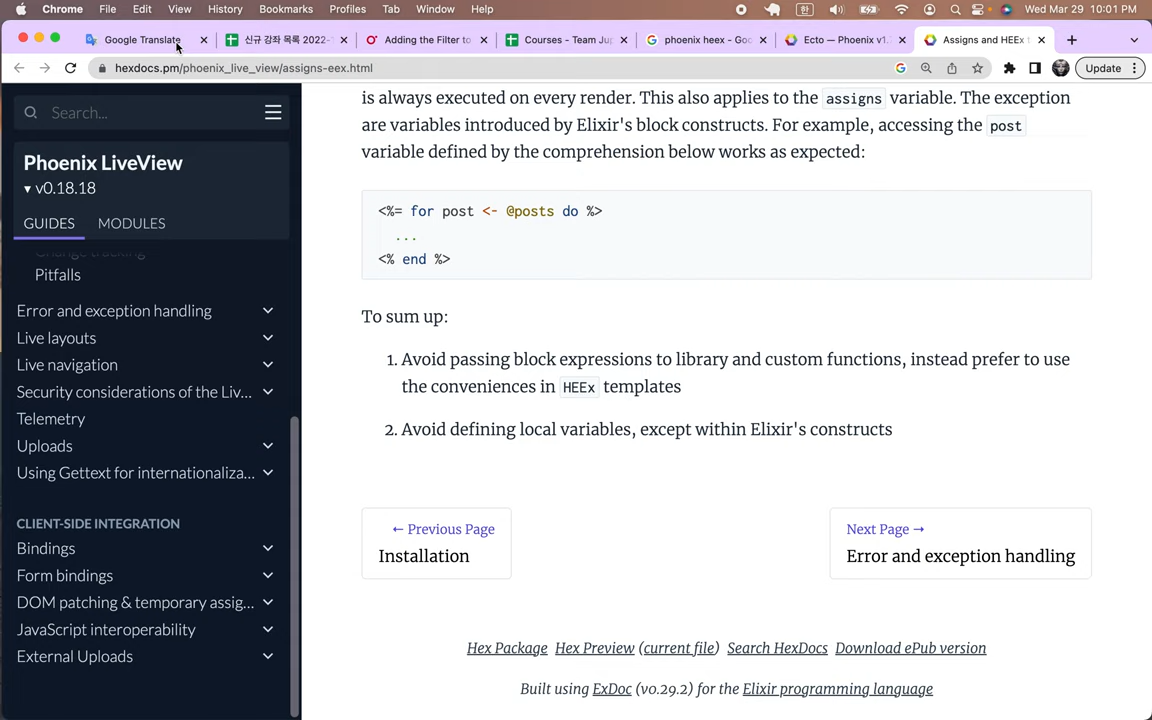 Chrome File Edit View History Bookmarks Profiles Tab Window Help 한 Wed Mar 29 10:01 PM
Google Translate 신규 강좌 목록 2022- Adding the Filter to Courses - Team Ju phoenix heex - Goo Ecto — Phoenix v1. Assigns and HEEx t
hexdocs.pm/phoenix_live_view/assigns-eex.html Update
Search...
Phoenix LiveView
v0.18.18
GUIDES MODULES
Change tracking
Pitfalls
Error and exception handling
Live layouts
Live navigation
Security considerations of the Liv...
Telemetry
Uploads
Using Gettext for internationaliza...
CLIENT-SIDE INTEGRATION
Bindings
Form bindings
DOM patching & temporary assig...
JavaScript interoperability
External Uploads
is always executed on every render. This also applies to the assigns variable. The exception
are variables introduced by Elixir's block constructs. For example, accessing the post
variable defined by the comprehension below works as expected:
<%= for post <- @posts do %>
...
<% end %>
To sum up:
1. Avoid passing block expressions to library and custom functions, instead prefer to use
the conveniences in HEEx templates
2. Avoid defining local variables, except within Elixir's constructs
← Previous Page
Installation
Next Page →
Error and exception handling
Hex Package Hex Preview (current file) Search HexDocs Download ePub version
Built using ExDoc (v0.29.2) for the Elixir programming language